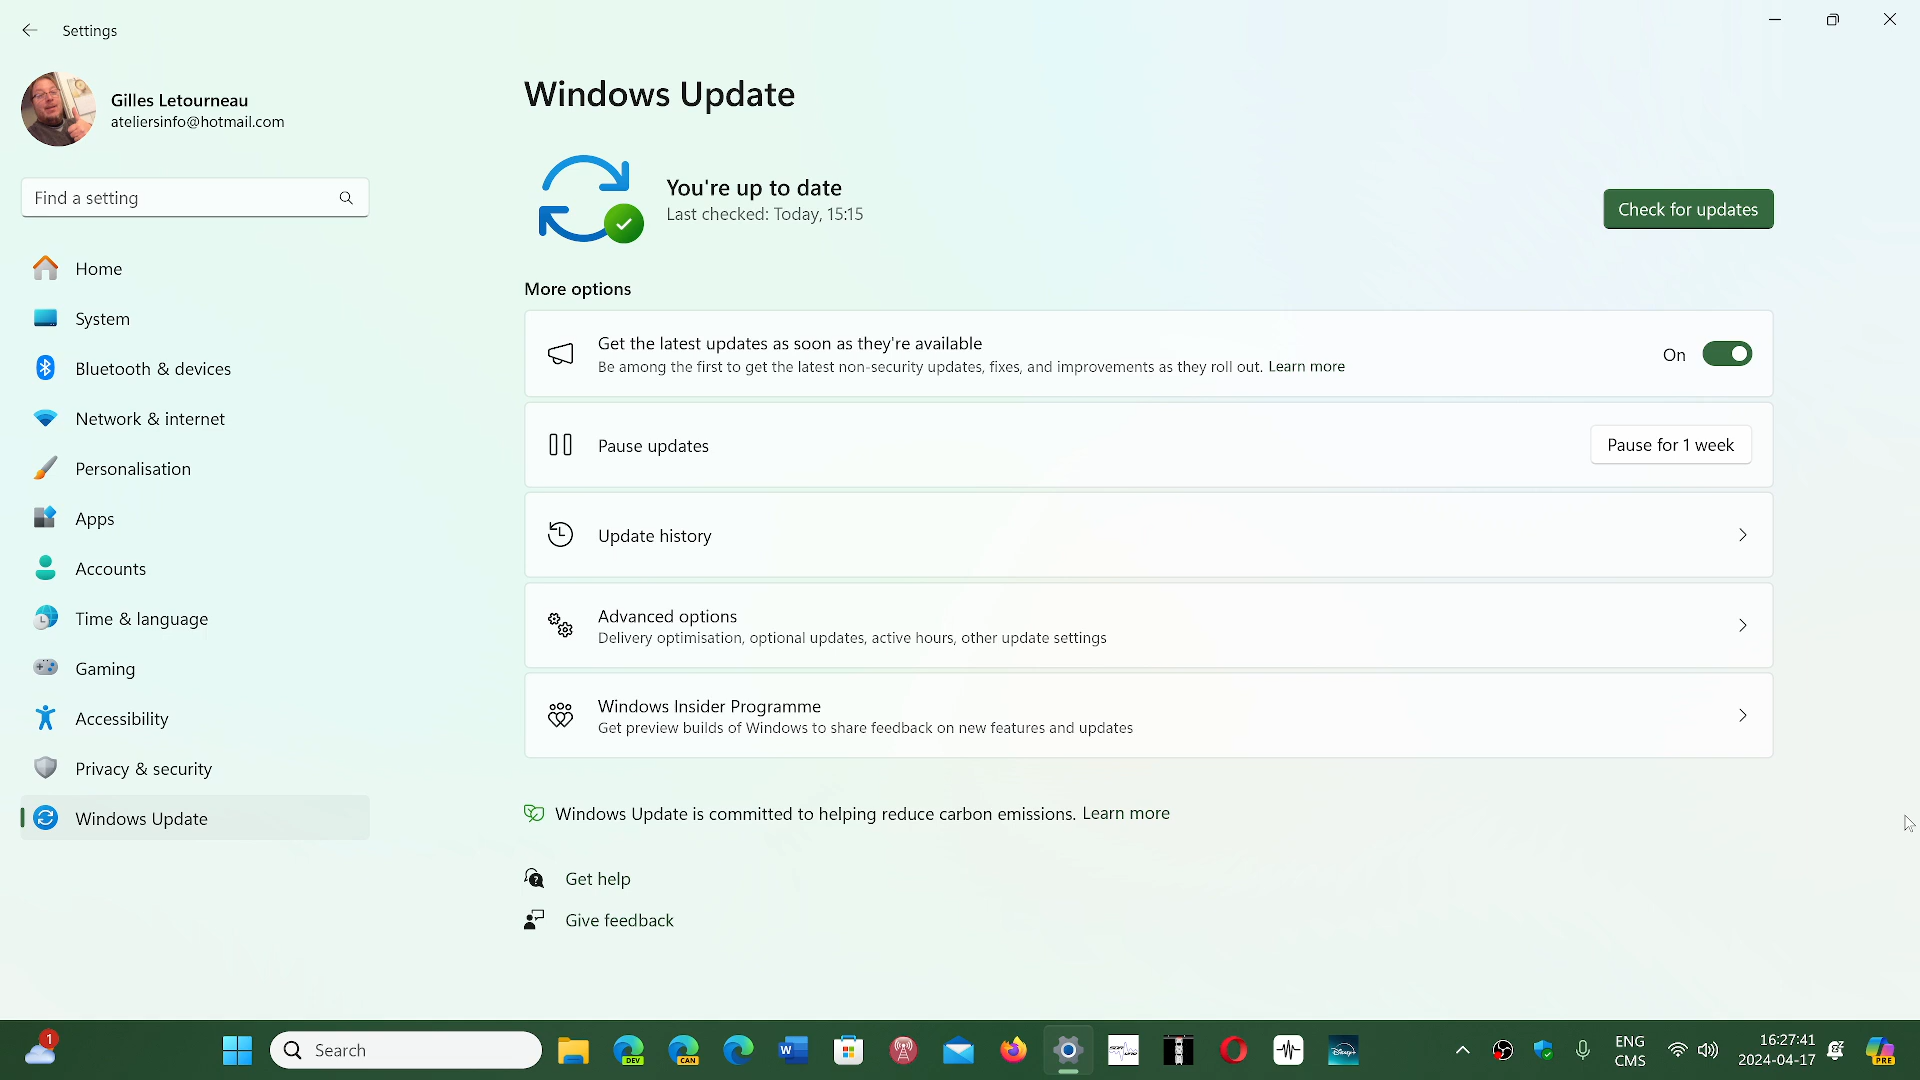 Settings
Gilles Letourneau
ateliersinfo@hotmail.com
Find a setting
Home
System
Bluetooth & devices
Network & internet
Personalisation
Apps
Accounts
Time & language
Gaming
Accessibility
Privacy & security
Windows Update
Windows Update
You're up to date
Last checked: Today, 15:15
Check for updates
More options
Get the latest updates as soon as they're available
Be among the first to get the latest non-security updates, fixes, and improvements as they roll out. Learn more
On
Pause updates
Pause for 1 week
Update history
Advanced options
Delivery optimisation, optional updates, active hours, other update settings
Windows Insider Programme
Get preview builds of Windows to share feedback on new features and updates
Windows Update is committed to helping reduce carbon emissions. Learn more
Get help
Give feedback
1
Search
DEV
CAN
W
Disney+
ENG
CMS
16:27:41
2024-04-17
PRE